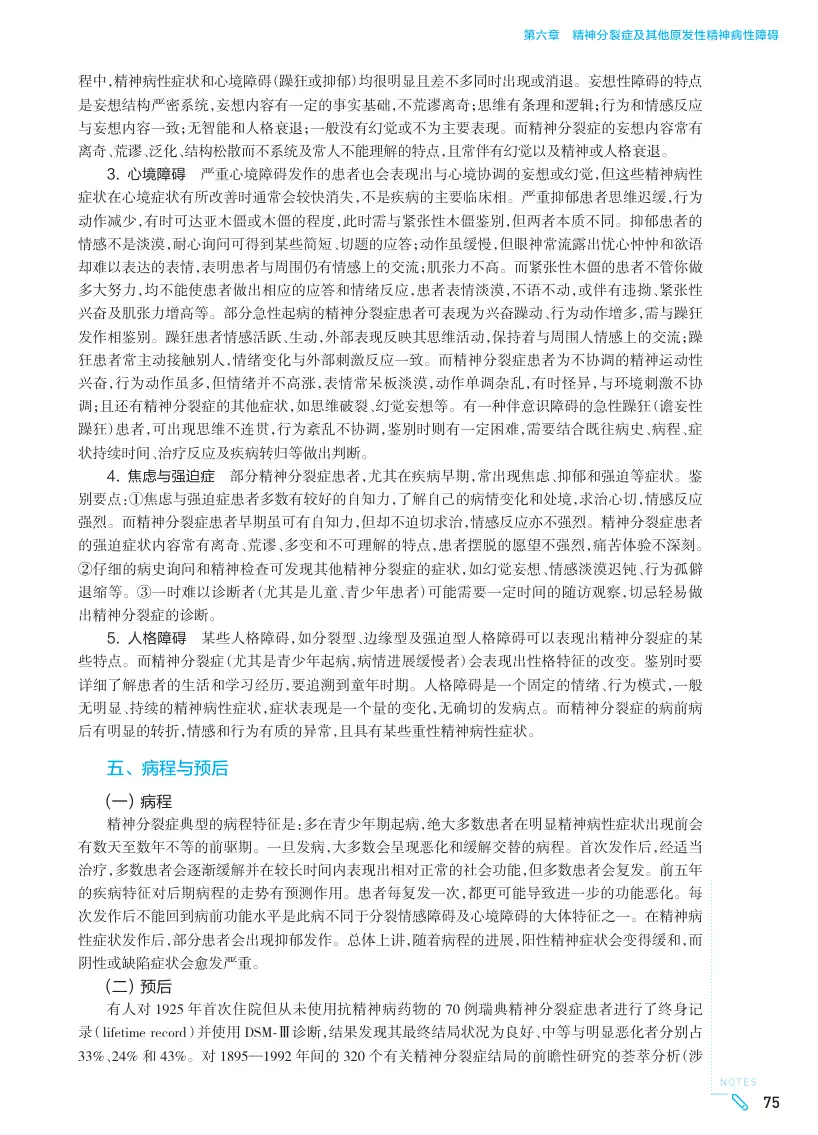 第六章 精神分裂症及其他原发性精神病性障碍
程中，精神病性症状和心境障碍（躁狂或抑郁）均很明显且差不多同时出现或消退。妄想性障碍的特点
是妄想结构严密系统，妄想内容有一定的事实基础，不荒谬离奇；思维有条理和逻辑；行为和情感反应
与妄想内容一致；无智能和人格衰退；一般没有幻觉或不为主要表现。而精神分裂症的妄想内容常有
离奇、荒谬、泛化、结构松散而不系统及常人不能理解的特点，且常伴有幻觉以及精神或人格衰退。
3. 心境障碍 严重心境障碍发作的患者也会表现出与心境协调的妄想或幻觉，但这些精神病性
症状在心境症状有所改善时通常会较快消失，不是疾病的主要临床相。严重抑郁患者思维迟缓，行为
动作减少，有时可达亚木僵或木僵的程度，此时需与紧张性木僵鉴别，但两者本质不同。抑郁患者的
情感不是淡漠，耐心询问可得到某些简短、切题的应答；动作虽缓慢，但眼神常流露出忧心忡忡和欲语
却难以表达的表情，表明患者与周围仍有情感上的交流；肌张力不高。而紧张性木僵的患者不管你做
多大努力，均不能使患者做出相应的应答和情绪反应，患者表情淡漠，不语不动，或伴有违拗、紧张性
兴奋及肌张力增高等。部分急性起病的精神分裂症患者可表现为兴奋躁动、行为动作增多，需与躁狂
发作相鉴别。躁狂患者情感活跃、生动，外部表现反映其思维活动，保持着与周围人情感上的交流；躁
狂患者常主动接触别人，情绪变化与外部刺激反应一致。而精神分裂症患者为不协调的精神运动性
兴奋，行为动作虽多，但情绪并不高涨，表情常呆板淡漠，动作单调杂乱，有时怪异，与环境刺激不协
调；且还有精神分裂症的其他症状，如思维破裂、幻觉妄想等。有一种伴意识障碍的急性躁狂（谵妄性
躁狂）患者，可出现思维不连贯，行为紊乱不协调，鉴别时则有一定困难，需要结合既往病史、病程、症
状持续时间、治疗反应及疾病转归等做出判断。
4. 焦虑与强迫症 部分精神分裂症患者，尤其在疾病早期，常出现焦虑、抑郁和强迫等症状。鉴
别要点：①焦虑与强迫症患者多数有较好的自知力，了解自己的病情变化和处境，求治心切，情感反应
强烈。而精神分裂症患者早期虽可有自知力，但却不迫切求治，情感反应亦不强烈。精神分裂症患者
的强迫症状内容常有离奇、荒谬、多变和不可理解的特点，患者摆脱的愿望不强烈，痛苦体验不深刻。
②仔细的病史询问和精神检查可发现其他精神分裂症的症状，如幻觉妄想、情感淡漠迟钝、行为孤僻
退缩等。③一时难以诊断者（尤其是儿童、青少年患者）可能需要一定时间的随访观察，切忌轻易做
出精神分裂症的诊断。
5. 人格障碍 某些人格障碍，如分裂型、边缘型及强迫型人格障碍可以表现出精神分裂症的某
些特点。而精神分裂症（尤其是青少年起病，病情进展缓慢者）会表现出性格特征的改变。鉴别时要
详细了解患者的生活和学习经历，要追溯到童年时期。人格障碍是一个固定的情绪、行为模式，一般
无明显、持续的精神病性症状，症状表现是一个量的变化，无确切的发病点。而精神分裂症的病前病
后有明显的转折，情感和行为有质的异常，且具有某些重性精神病性症状。
五、病程与预后
（一）病程
精神分裂症典型的病程特征是：多在青少年期起病，绝大多数患者在明显精神病性症状出现前会
有数天至数年不等的前驱期。一旦发病，大多数会呈现恶化和缓解交替的病程。首次发作后，经适当
治疗，多数患者会逐渐缓解并在较长时间内表现出相对正常的社会功能，但多数患者会复发。前五年
的疾病特征对后期病程的走势有预测作用。患者每复发一次，都更可能导致进一步的功能恶化。每
次发作后不能回到病前功能水平是此病不同于分裂情感障碍及心境障碍的大体特征之一。在精神病
性症状发作后，部分患者会出现抑郁发作。总体上讲，随着病程的进展，阳性精神症状会变得缓和，而
阴性或缺陷症状会愈发严重。
（二）预后
有人对 1925 年首次住院但从未使用抗精神病药物的 70 例瑞典精神分裂症患者进行了终身记
录（lifetime record）并使用 DSM-Ⅲ诊断，结果发现其最终结局状况为良好、中等与明显恶化者分别占
33%、24% 和 43%。对 1895—1992 年间的 320 个有关精神分裂症结局的前瞻性研究的荟萃分析（涉
NOTES
75